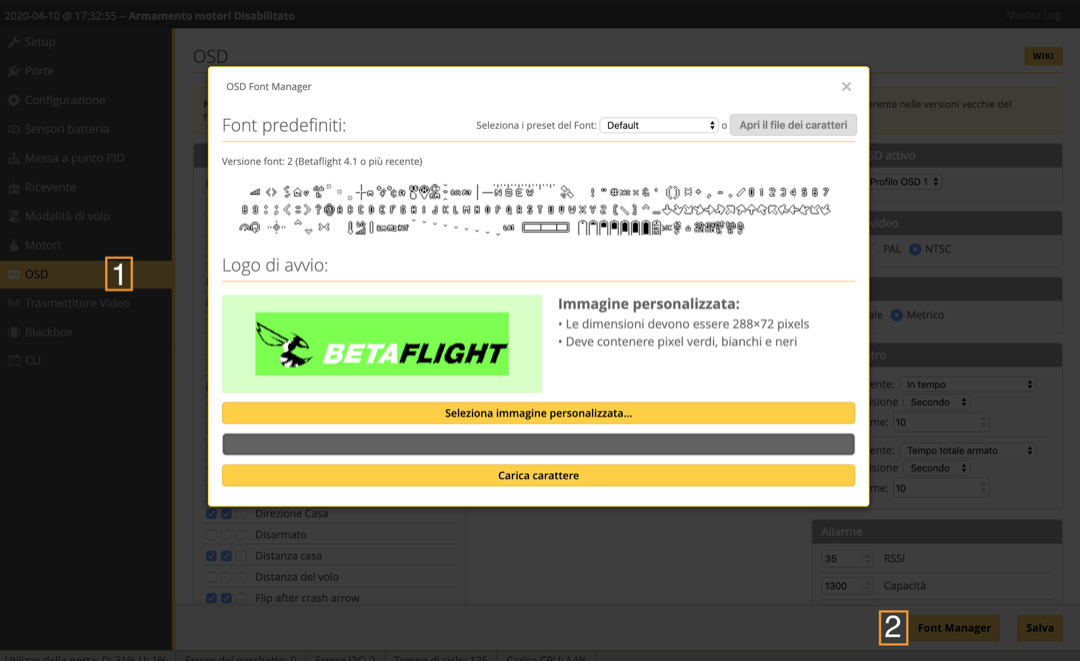 2020-04-10 @ 17:32:55 -- Armamento motori Disabilitato
Mostra Log
Setup
Porte
Configurazione
Sensori batteria
Messa a punto PID
Ricevente
Modalità di volo
Motori
OSD
1
Trasmettitore Video
Blackbox
CLI
OSD
WIKI
erente nelle versioni vecchie del
OSD Font Manager
×
Font predefiniti:
Seleziona i preset del Font: Default o Apri il file dei caratteri
Versione font: 2 (Betaflight 4.1 o più recente)
Logo di avvio:
BETAFLIGHT
Immagine personalizzata:
• Le dimensioni devono essere 288×72 pixels
• Deve contenere pixel verdi, bianchi e neri
Seleziona immagine personalizzata...
Carica carattere
SD attivo
Profilo OSD 1
video
PAL NTSC
ale Metrico
tro
ente: In tempo
isione Secondo
me: 10
ente: Tempo totale armato
isione Secondo
me: 10
Direzione Casa
Disarmato
Distanza casa
Distanza del volo
Flip after crash arrow
Allarme
35 RSSI
1300 Capacità
2
Font Manager
Salva
Utilizzo della porta: D: 31% U: 1%
Errore del pacchetto: 0
Errore I2C: 2
Tempo di ciclo: 125
Carico CPU: 14%